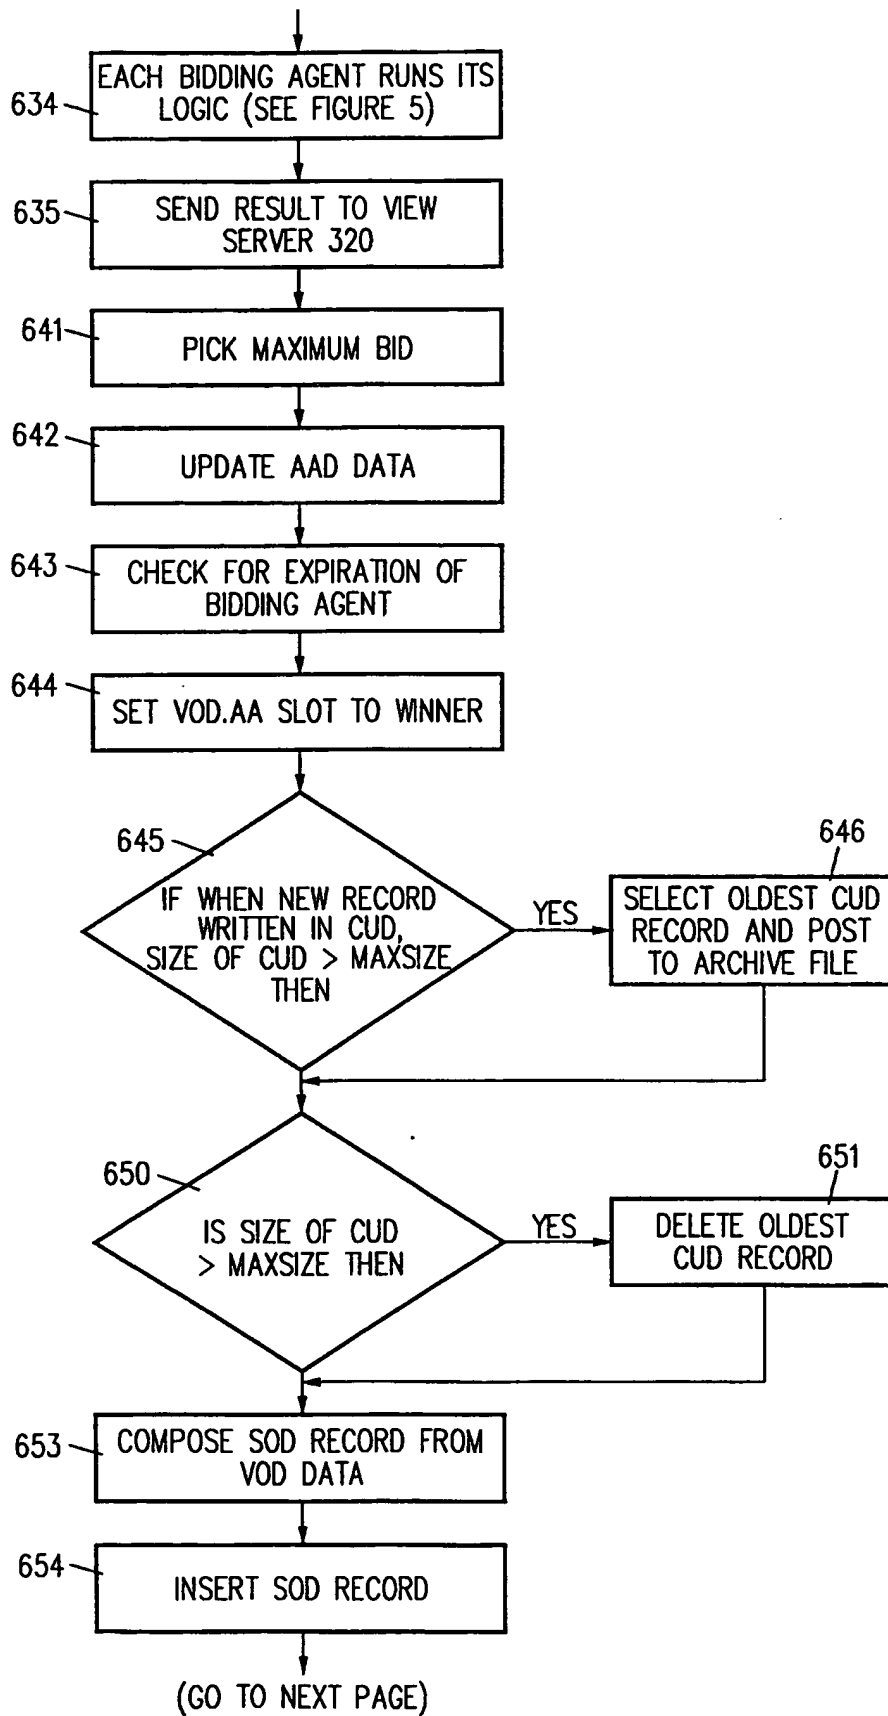 EACH BIDDING AGENT RUNS ITS
LOGIC (SEE FIGURE 5)
634
SEND RESULT TO VIEW
SERVER 320
635
641
PICK MAXIMUM BID
642
UPDATE AAD DATA
643
CHECK FOR EXPIRATION OF
BIDDING AGENT
644
SET VOD.AA SLOT TO WINNER
645
IF WHEN NEW RECORD
WRITTEN IN CUD,
SIZE OF CUD > MAXSIZE
THEN
YES
646
SELECT OLDEST CUD
RECORD AND POST
TO ARCHIVE FILE
650
IS SIZE OF CUD
> MAXSIZE THEN
YES
651
DELETE OLDEST
CUD RECORD
653
COMPOSE SOD RECORD FROM
VOD DATA
654
INSERT SOD RECORD
(GO TO NEXT PAGE)